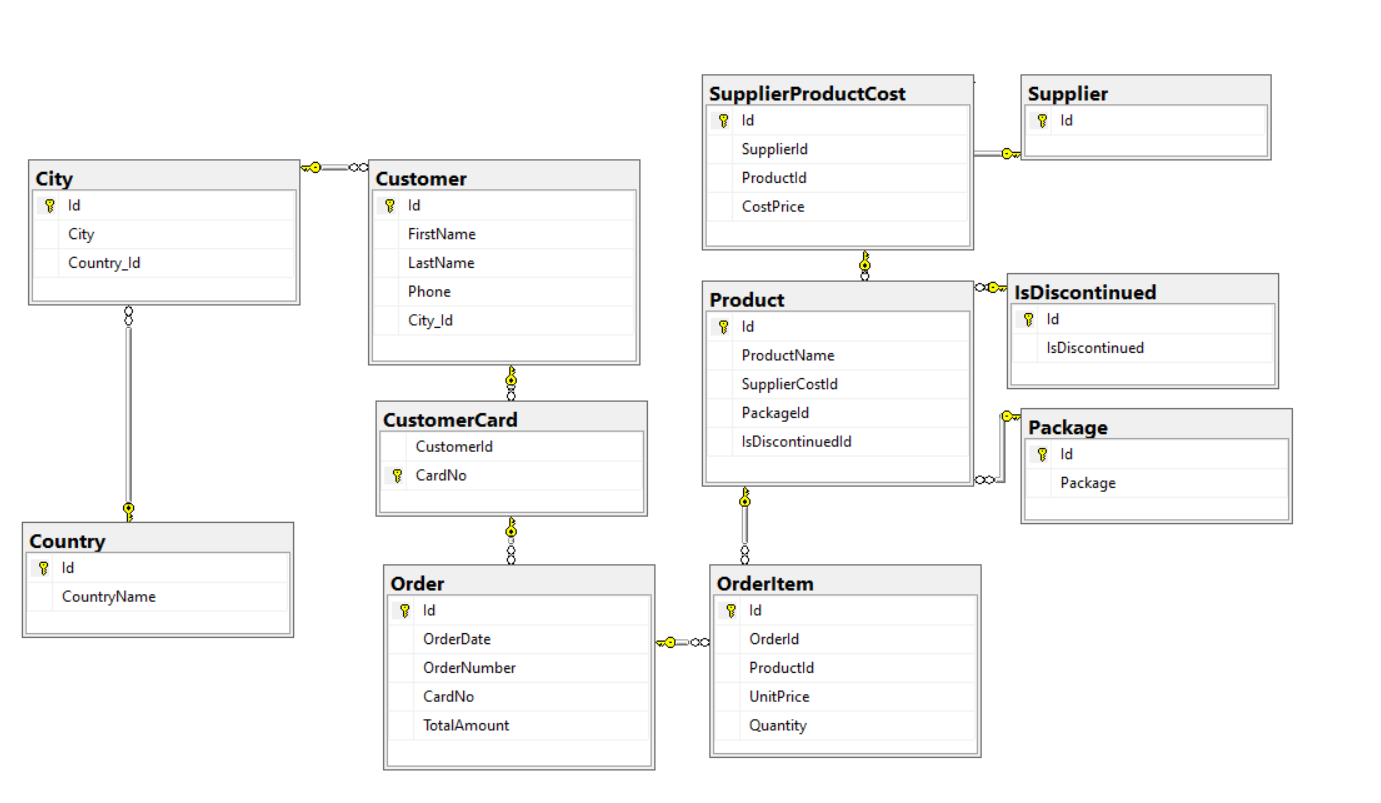 City
Id
City
Country_Id
Customer
Id
FirstName
LastName
Phone
City_Id
CustomerCard
CustomerId
CardNo
Country
Id
CountryName
Order
Id
OrderDate
OrderNumber
CardNo
TotalAmount
SupplierProductCost
Id
SupplierId
ProductId
CostPrice
Supplier
Id
Product
Id
ProductName
SupplierCostId
PackageId
IsDiscontinuedId
IsDiscontinued
Id
IsDiscontinued
Package
Id
Package
OrderItem
Id
OrderId
ProductId
UnitPrice
Quantity